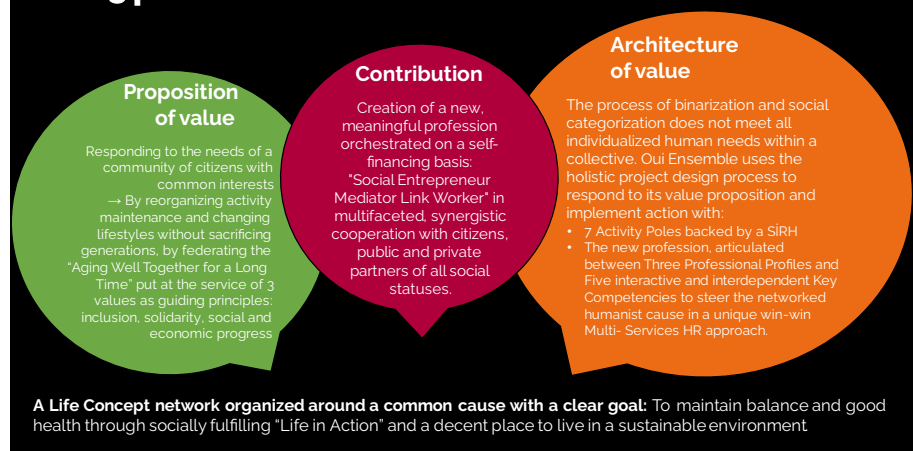 Proposition
of value
Responding to the needs of a
community of citizens with
common interests
→ By reorganizing activity
maintenance and changing
lifestyles without sacrificing
generations, by federating the
“Aging Well Together for a Long
Time” put at the service of 3
values as guiding principles:
inclusion, solidarity, social and
economic progress
Contribution
Creation of a new,
meaningful profession
orchestrated on a self-
financing basis:
"Social Entrepreneur
Mediator Link Worker" in
multifaceted, synergistic
cooperation with citizens,
public and private
partners of all social
statuses.
Architecture
of value
The process of binarization and social
categorization does not meet all
individualized human needs within a
collective. Oui Ensemble uses the
holistic project design process to
respond to its value proposition and
implement action with:
• 7 Activity Poles backed by a SÍRH
• The new profession, articulated
between Three Professional Profiles and
Five interactive and interdependent Key
Competencies to steer the networked
humanist cause in a unique win-win
Multi- Services HR approach.
A Life Concept network organized around a common cause with a clear goal: To maintain balance and good
health through socially fulfilling “Life in Action” and a decent place to live in a sustainable environment